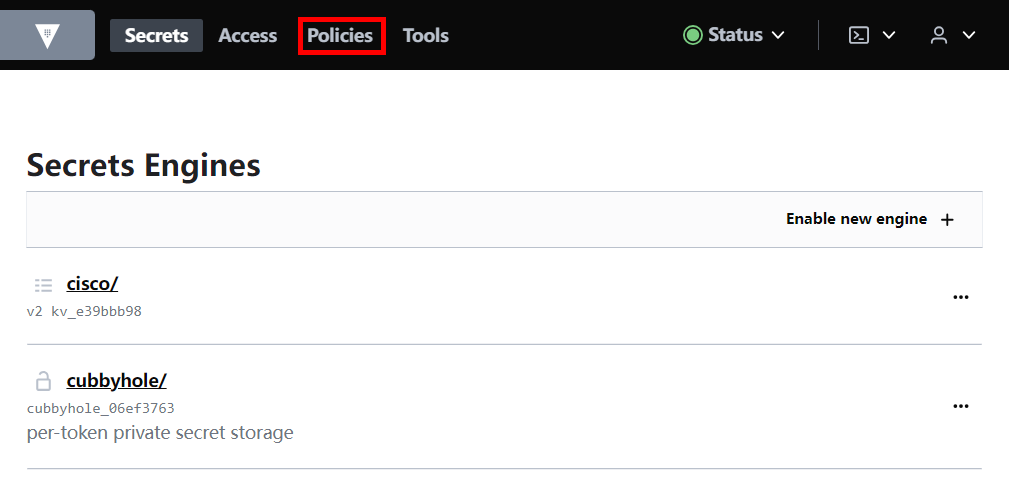 Secrets Access Policies Tools Status
Secrets Engines
Enable new engine +
cisco/
v2 kv_e39bbb98
cubbyhole/
cubbyhole_06ef3763
per-token private secret storage